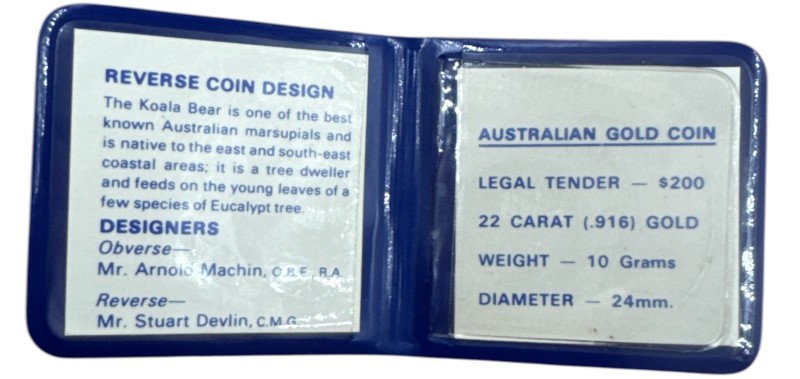 REVERSE COIN DESIGN
The Koala Bear is one of the best
known Australian marsupials and
is native to the east and south-east
coastal areas; it is a tree dweller
and feeds on the young leaves of a
few species of Eucalypt tree.
DESIGNERS
Obverse—
Mr. Arnold Machin, O.B.E., R.A.
Reverse—
Mr. Stuart Devlin, C.M.G.
AUSTRALIAN GOLD COIN
LEGAL TENDER — $200
22 CARAT (.916) GOLD
WEIGHT — 10 Grams
DIAMETER — 24mm.